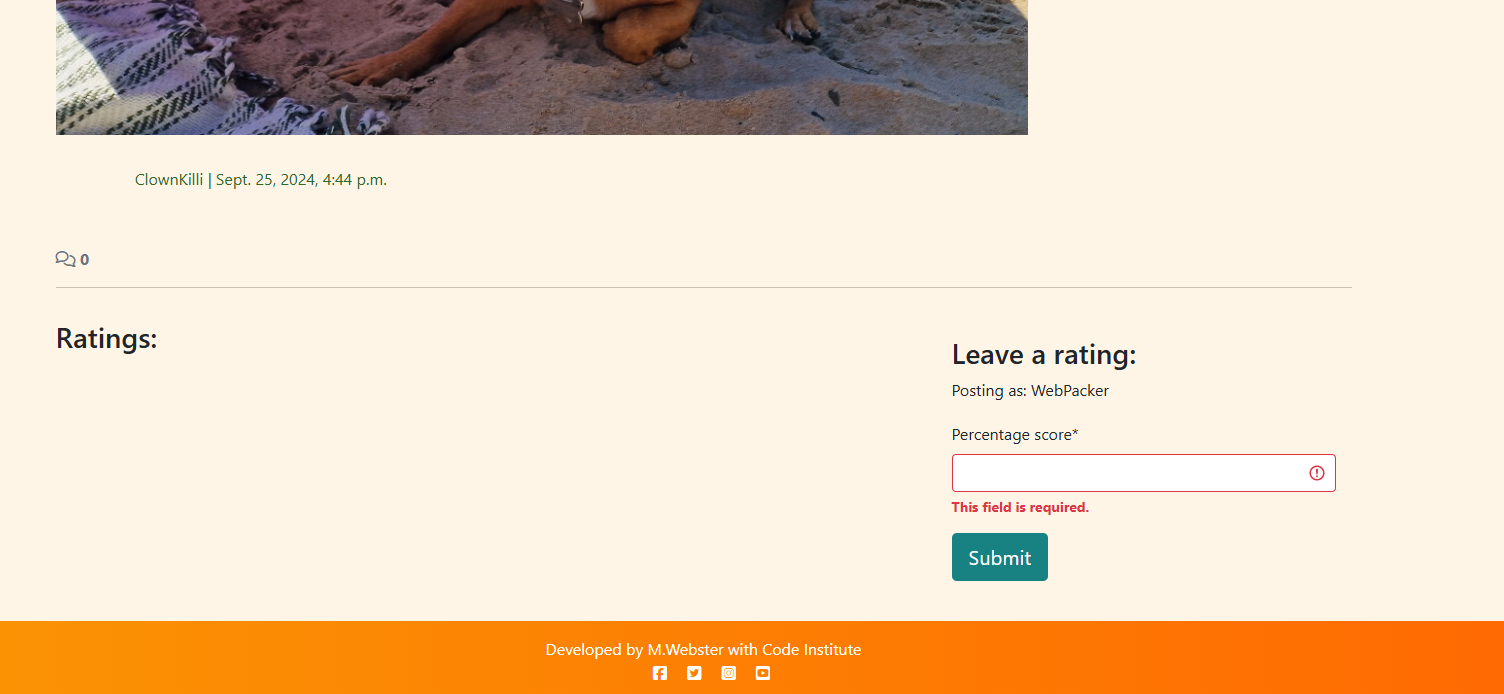 ClownKilli | Sept. 25, 2024, 4:44 p.m.
0
Ratings:
Leave a rating:
Posting as: WebPacker
Percentage score*
This field is required.
Submit
Developed by M.Webster with Code Institute